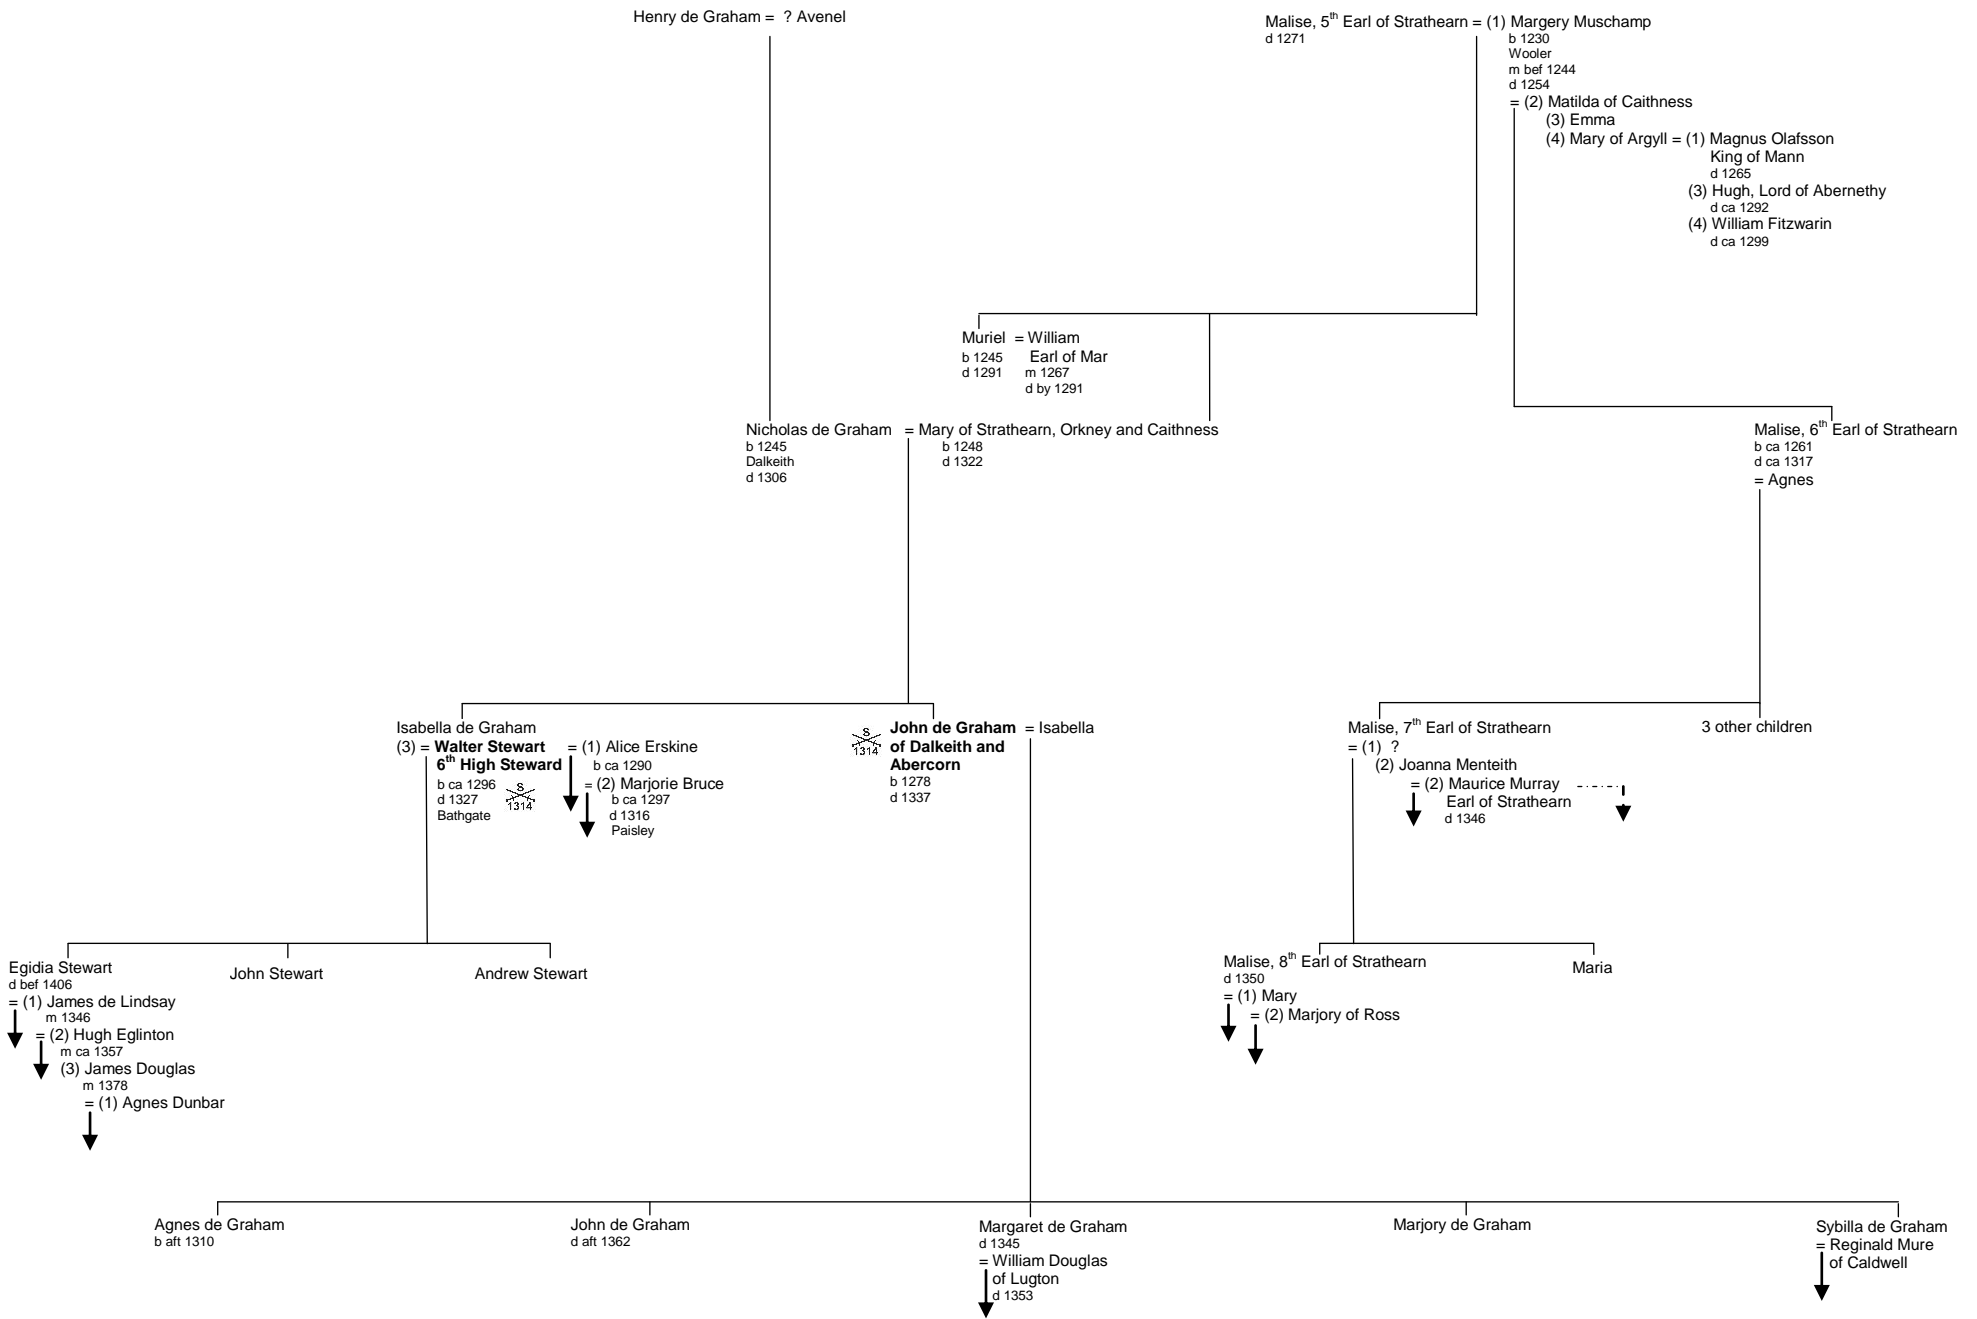 Henry de Graham = ? Avenel
Malise, 5th Earl of Strathearn = (1) Margery Muschamp
d 1271
b 1230
Wooler
m bef 1244
d 1254
= (2) Matilda of Caithness
(3) Emma
(4) Mary of Argyll = (1) Magnus Olafsson
King of Mann
d 1265
(3) Hugh, Lord of Abernethy
d ca 1292
(4) William Fitzwarin
d ca 1299
Muriel = William
b 1245 Earl of Mar
d 1291 m 1267
d by 1291
Nicholas de Graham = Mary of Strathearn, Orkney and Caithness
b 1245
Dalkeith
d 1306
b 1248
d 1322
Malise, 6th Earl of Strathearn
b ca 1261
d ca 1317
= Agnes
Isabella de Graham
(3) = Walter Stewart
6th High Steward
b ca 1296
d 1327
Bathgate
S
1314
= (1) Alice Erskine
b ca 1290
= (2) Marjorie Bruce
b ca 1297
d 1316
Paisley
S
1314
John de Graham = Isabella
of Dalkeith and
Abercorn
b 1278
d 1337
Malise, 7th Earl of Strathearn
= (1) ?
(2) Joanna Menteith
= (2) Maurice Murray
Earl of Strathearn
d 1346
3 other children
Egidia Stewart
d bef 1406
= (1) James de Lindsay
m 1346
= (2) Hugh Eglinton
m ca 1357
(3) James Douglas
m 1378
= (1) Agnes Dunbar
John Stewart
Andrew Stewart
Malise, 8th Earl of Strathearn
d 1350
= (1) Mary
= (2) Marjory of Ross
Maria
Agnes de Graham
b aft 1310
John de Graham
d aft 1362
Margaret de Graham
d 1345
= William Douglas
of Lugton
d 1353
Marjory de Graham
Sybilla de Graham
= Reginald Mure
of Caldwell